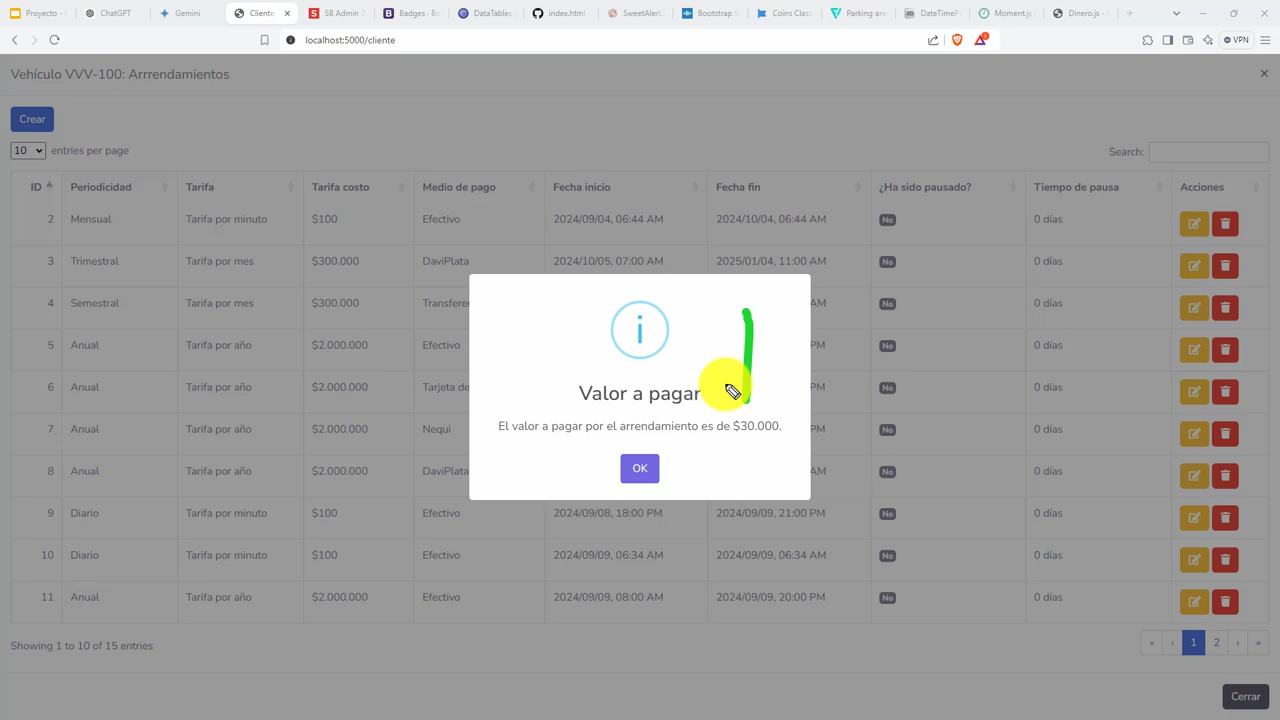 Proyecto -
ChatGPT
Gemini
Cliente
SB Admin 2
Badges - Bo
DataTables
index.html
SweetAlert2
Bootstrap S
Coins Class
Parking are
DateTimeP
Moment.js
Dinero.js -
localhost:5000/cliente
VPN
Vehículo VVV-100: Arrrendamientos
Crear
10 entries per page
Search:
ID Periodicidad Tarifa Tarifa costo Medio de pago Fecha inicio Fecha fin ¿Ha sido pausado? Tiempo de pausa Acciones
2 Mensual Tarifa por minuto $100 Efectivo 2024/09/04, 06:44 AM 2024/10/04, 06:44 AM No 0 días
3 Trimestral Tarifa por mes $300.000 DaviPlata 2024/10/05, 07:00 AM 2025/01/04, 11:00 AM No 0 días
4 Semestral Tarifa por mes $300.000 Transfere AM No 0 días
5 Anual Tarifa por año $2.000.000 Efectivo PM No 0 días
6 Anual Tarifa por año $2.000.000 Tarjeta de PM No 0 días
7 Anual Tarifa por año $2.000.000 Nequi PM No 0 días
8 Anual Tarifa por año $2.000.000 DaviPlata PM No 0 días
9 Diario Tarifa por minuto $100 Efectivo 2024/09/08, 18:00 PM 2024/09/09, 21:00 PM No 0 días
10 Diario Tarifa por minuto $100 Efectivo 2024/09/09, 06:34 AM 2024/09/09, 06:34 AM No 0 días
11 Anual Tarifa por año $2.000.000 Efectivo 2024/09/09, 08:00 AM 2024/09/09, 20:00 PM No 0 días
Valor a pagar
El valor a pagar por el arrendamiento es de $30.000.
OK
Showing 1 to 10 of 15 entries
« ‹ 1 2 › »
Cerrar